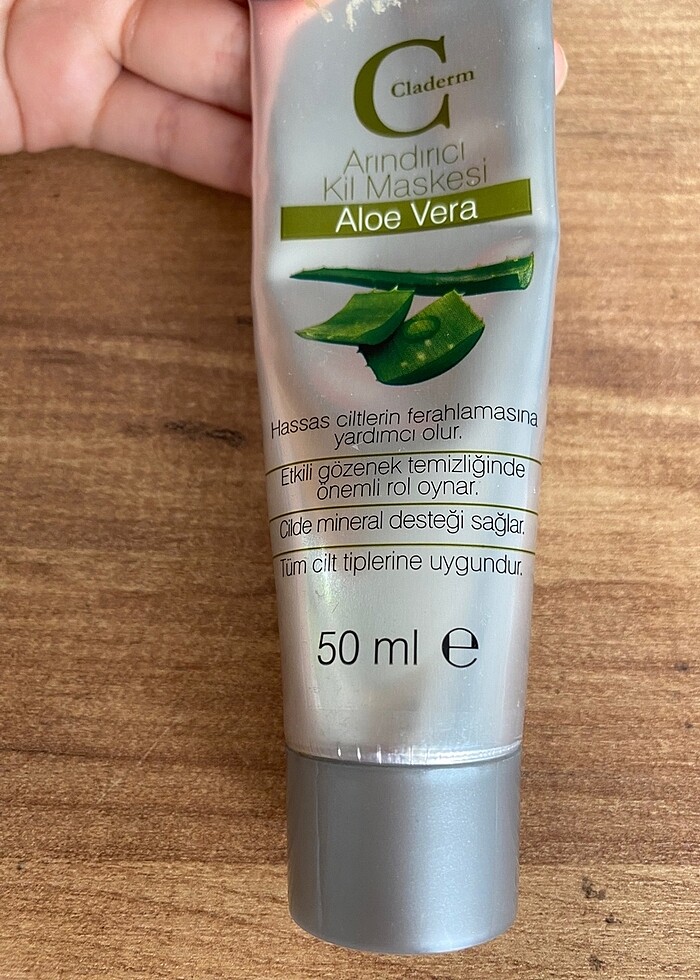 C
Claderm
Arındırıcı
Kil Maskesi
Aloe Vera
Hassas ciltlerin ferahlamasına
yardımcı olur.
Etkili gözenek temizliğinde
önemli rol oynar.
Cilde mineral desteği sağlar.
Tüm cilt tiplerine uygundur.
50 ml ℮